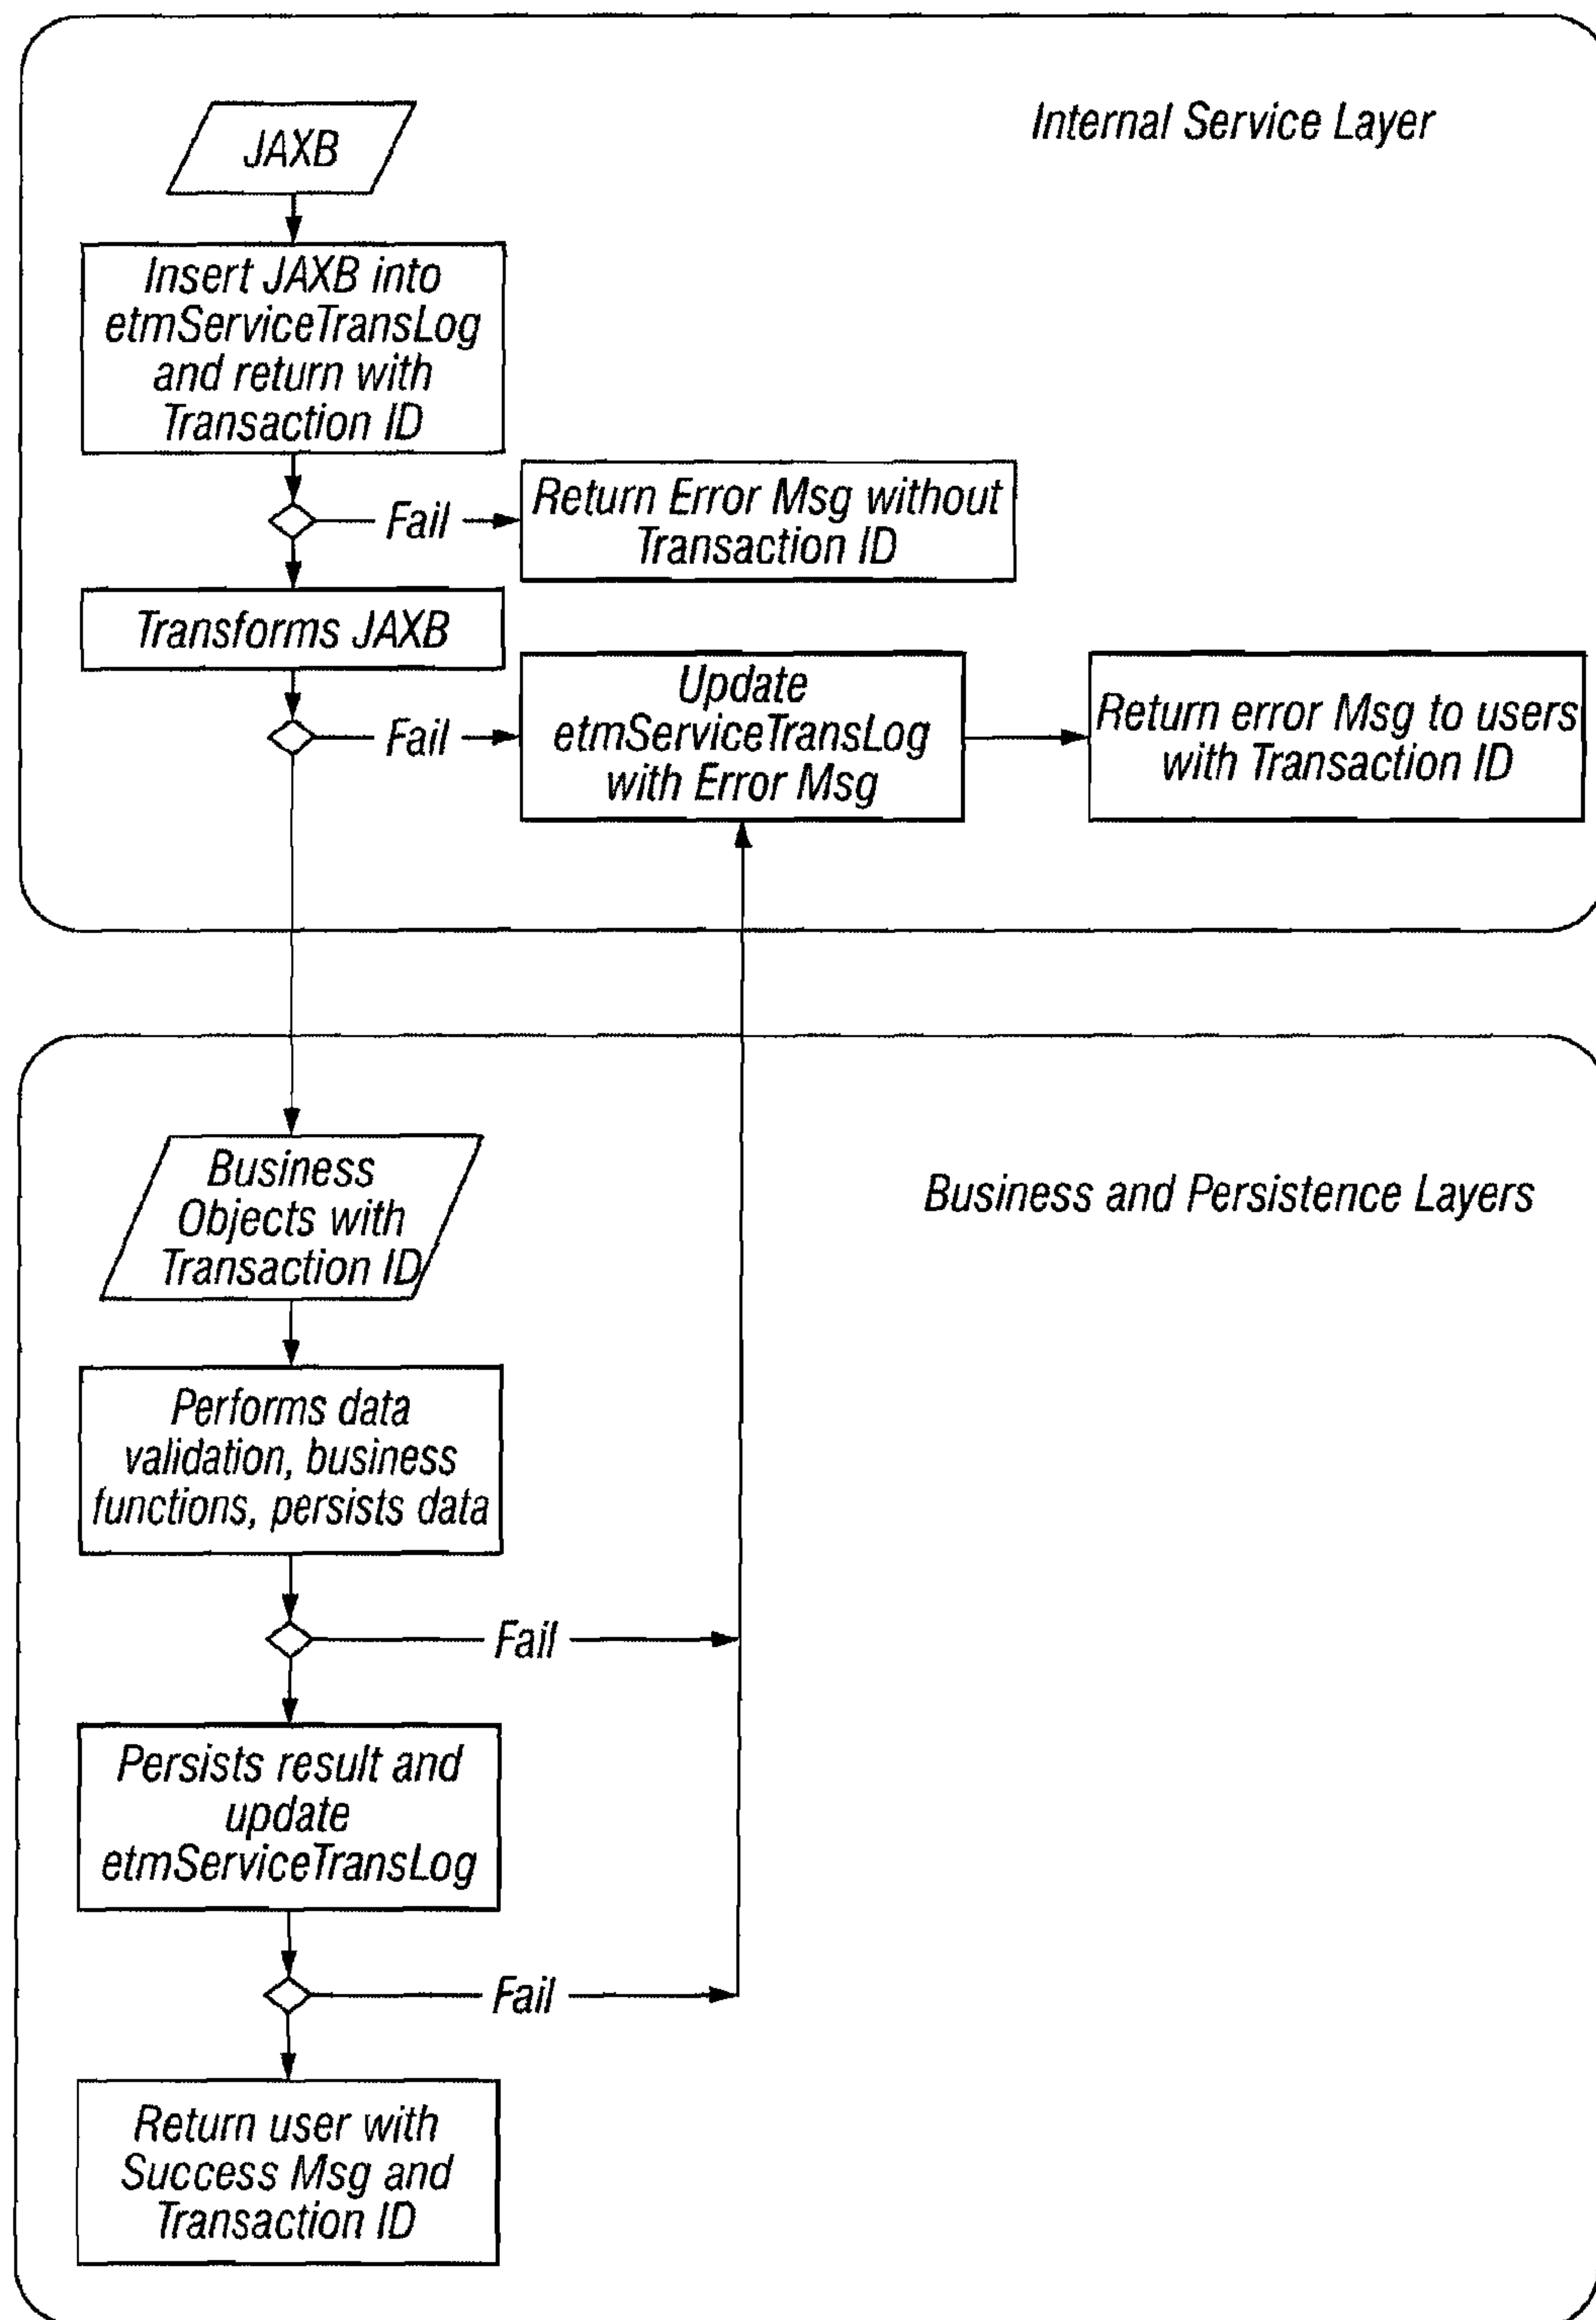 Internal Service Layer
JAXB
Insert JAXB into
etmServiceTransLog
and return with
Transaction ID
Fail
Return Error Msg without
Transaction ID
Transforms JAXB
Fail
Update
etmServiceTransLog
with Error Msg
Return error Msg to users
with Transaction ID
Business and Persistence Layers
Business
Objects with
Transaction ID
Performs data
validation, business
functions, persists data
Fail
Persists result and
update
etmServiceTransLog
Fail
Return user with
Success Msg and
Transaction ID